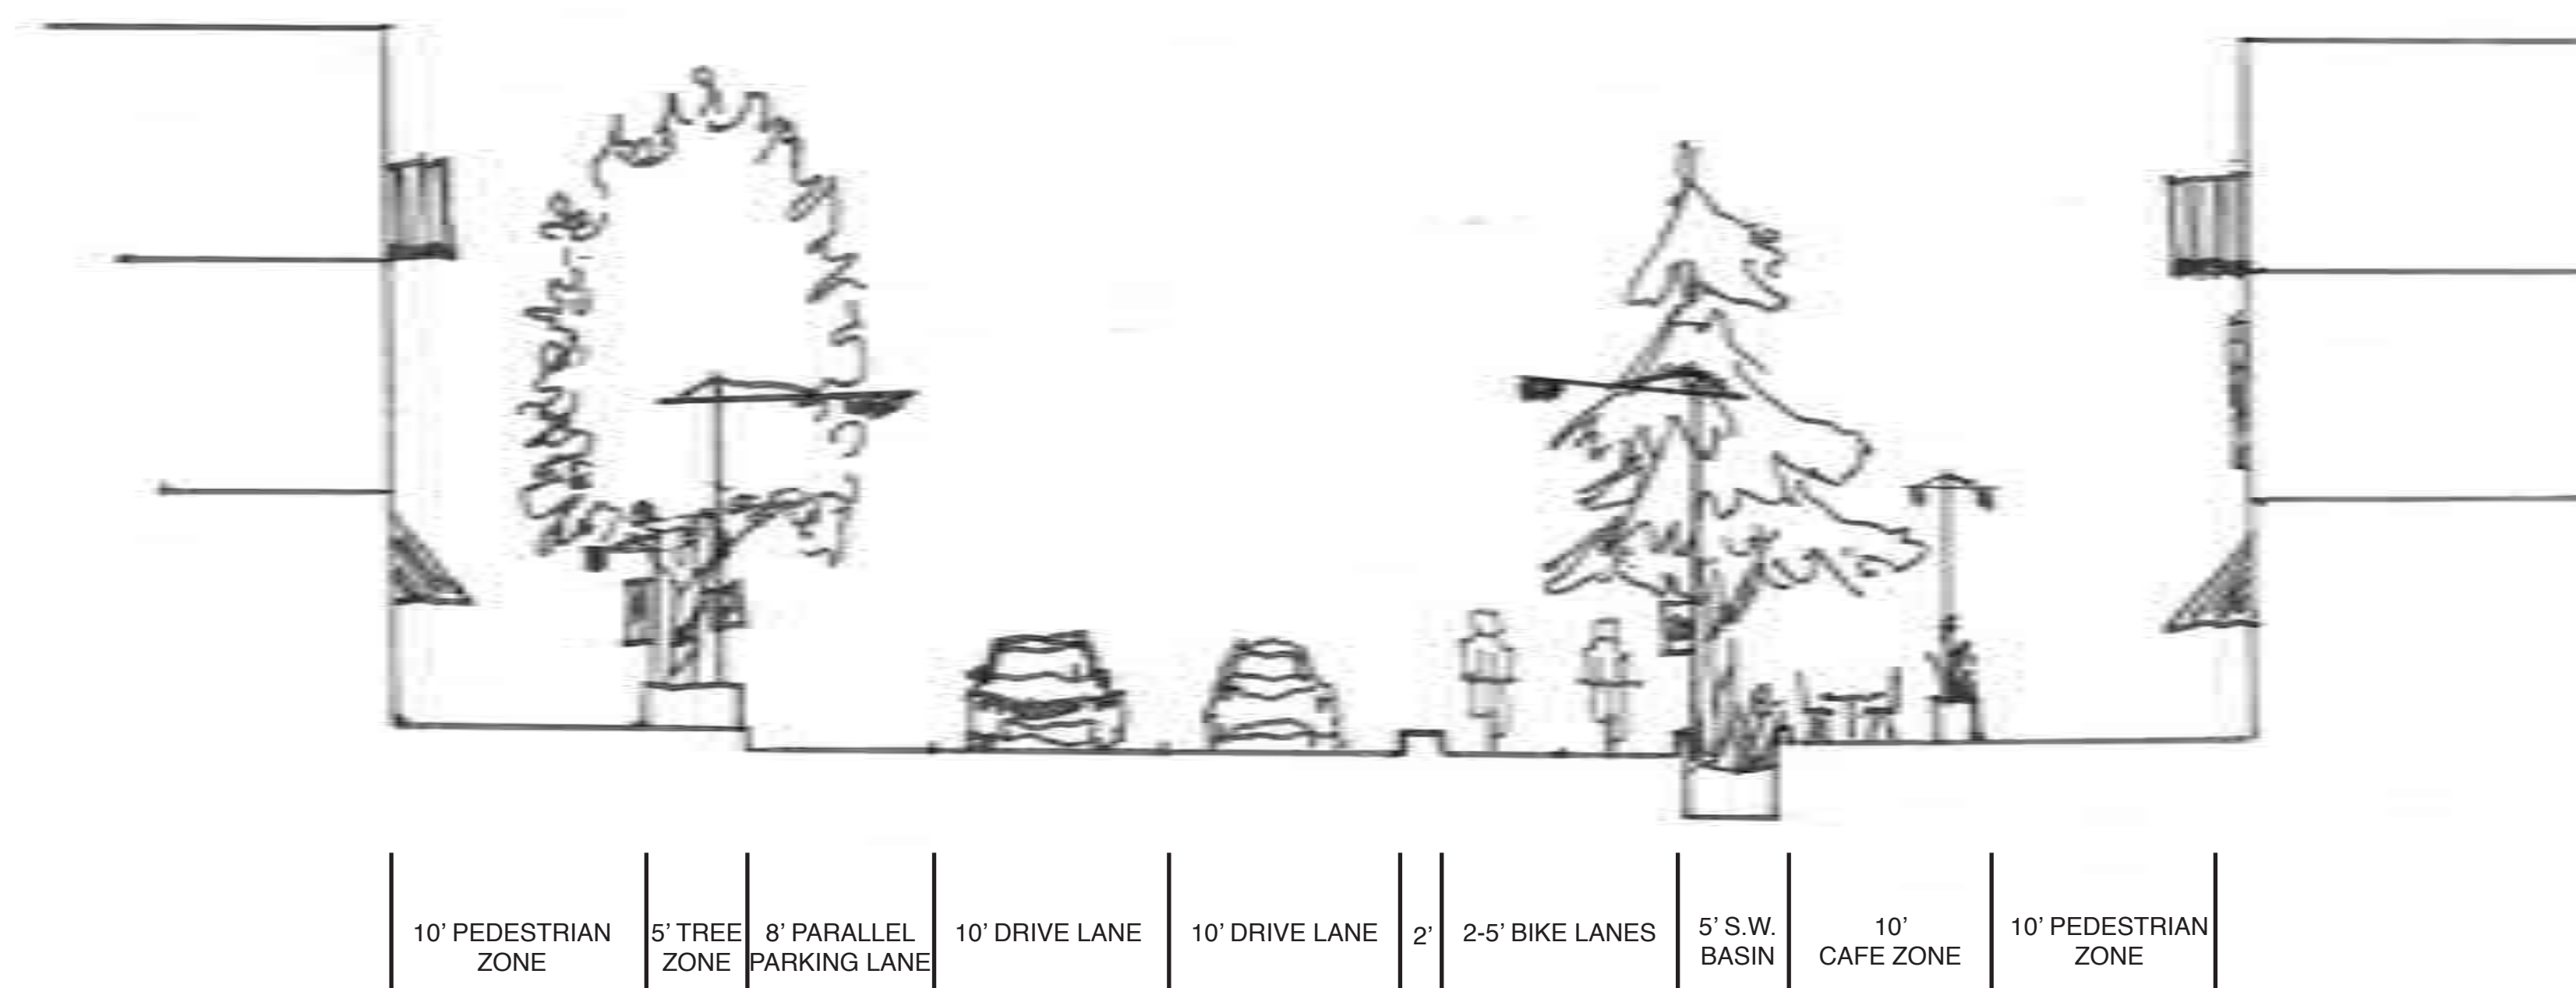 10’ PEDESTRIAN
ZONE
5’ TREE
ZONE
8’ PARALLEL
PARKING LANE
10’ DRIVE LANE
10’ DRIVE LANE
2’
2-5’ BIKE LANES
5’ S.W.
BASIN
10’
CAFE ZONE
10’ PEDESTRIAN
ZONE